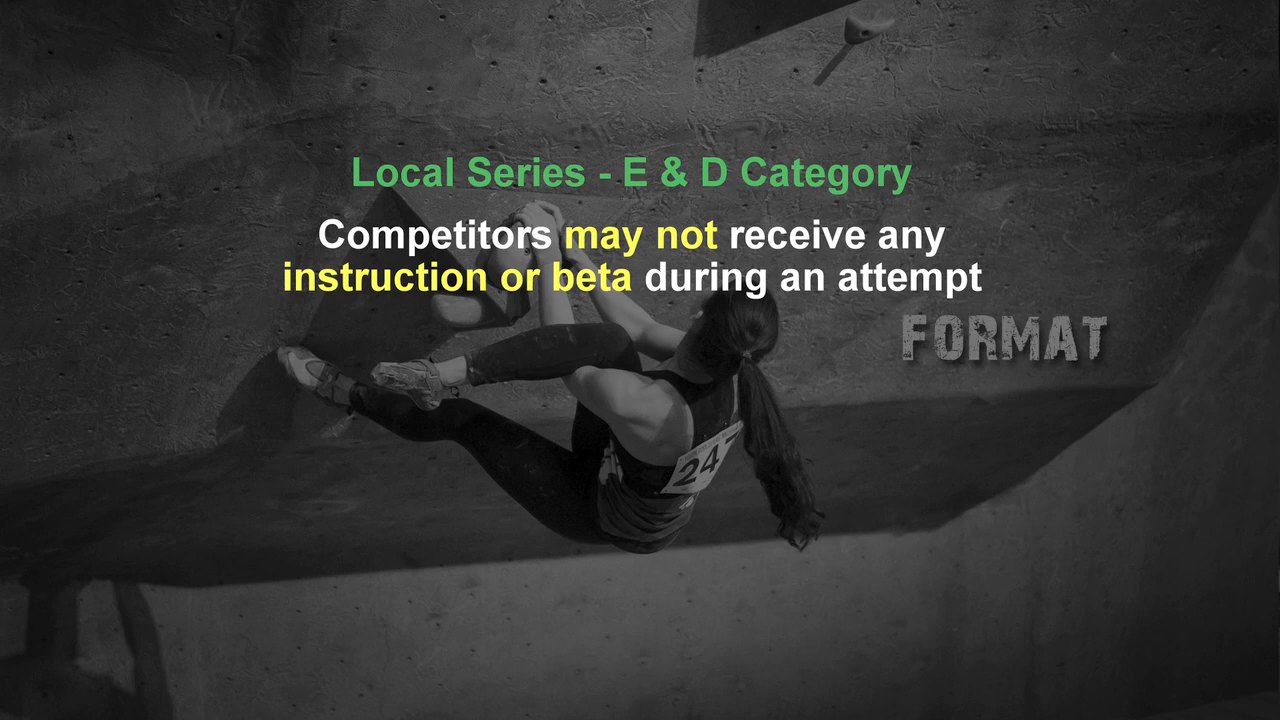 Local Series - E & D Category
Competitors may not receive any
instruction or beta during an attempt
FORMAT
24